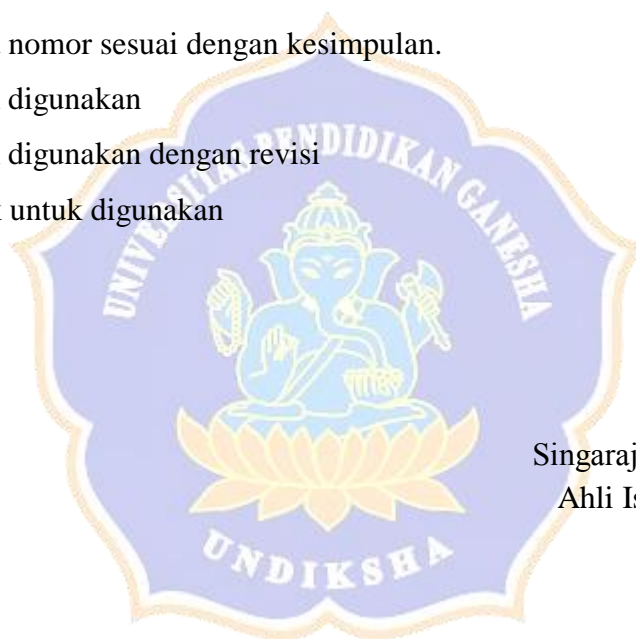 nomor sesuai dengan kesimpulan.
digunakan
digunakan dengan revisi
untuk digunakan
UNIVERSITAS PENDIDIKAN GANESHA
Singaraj
Ahli Is
UNDIKSHA